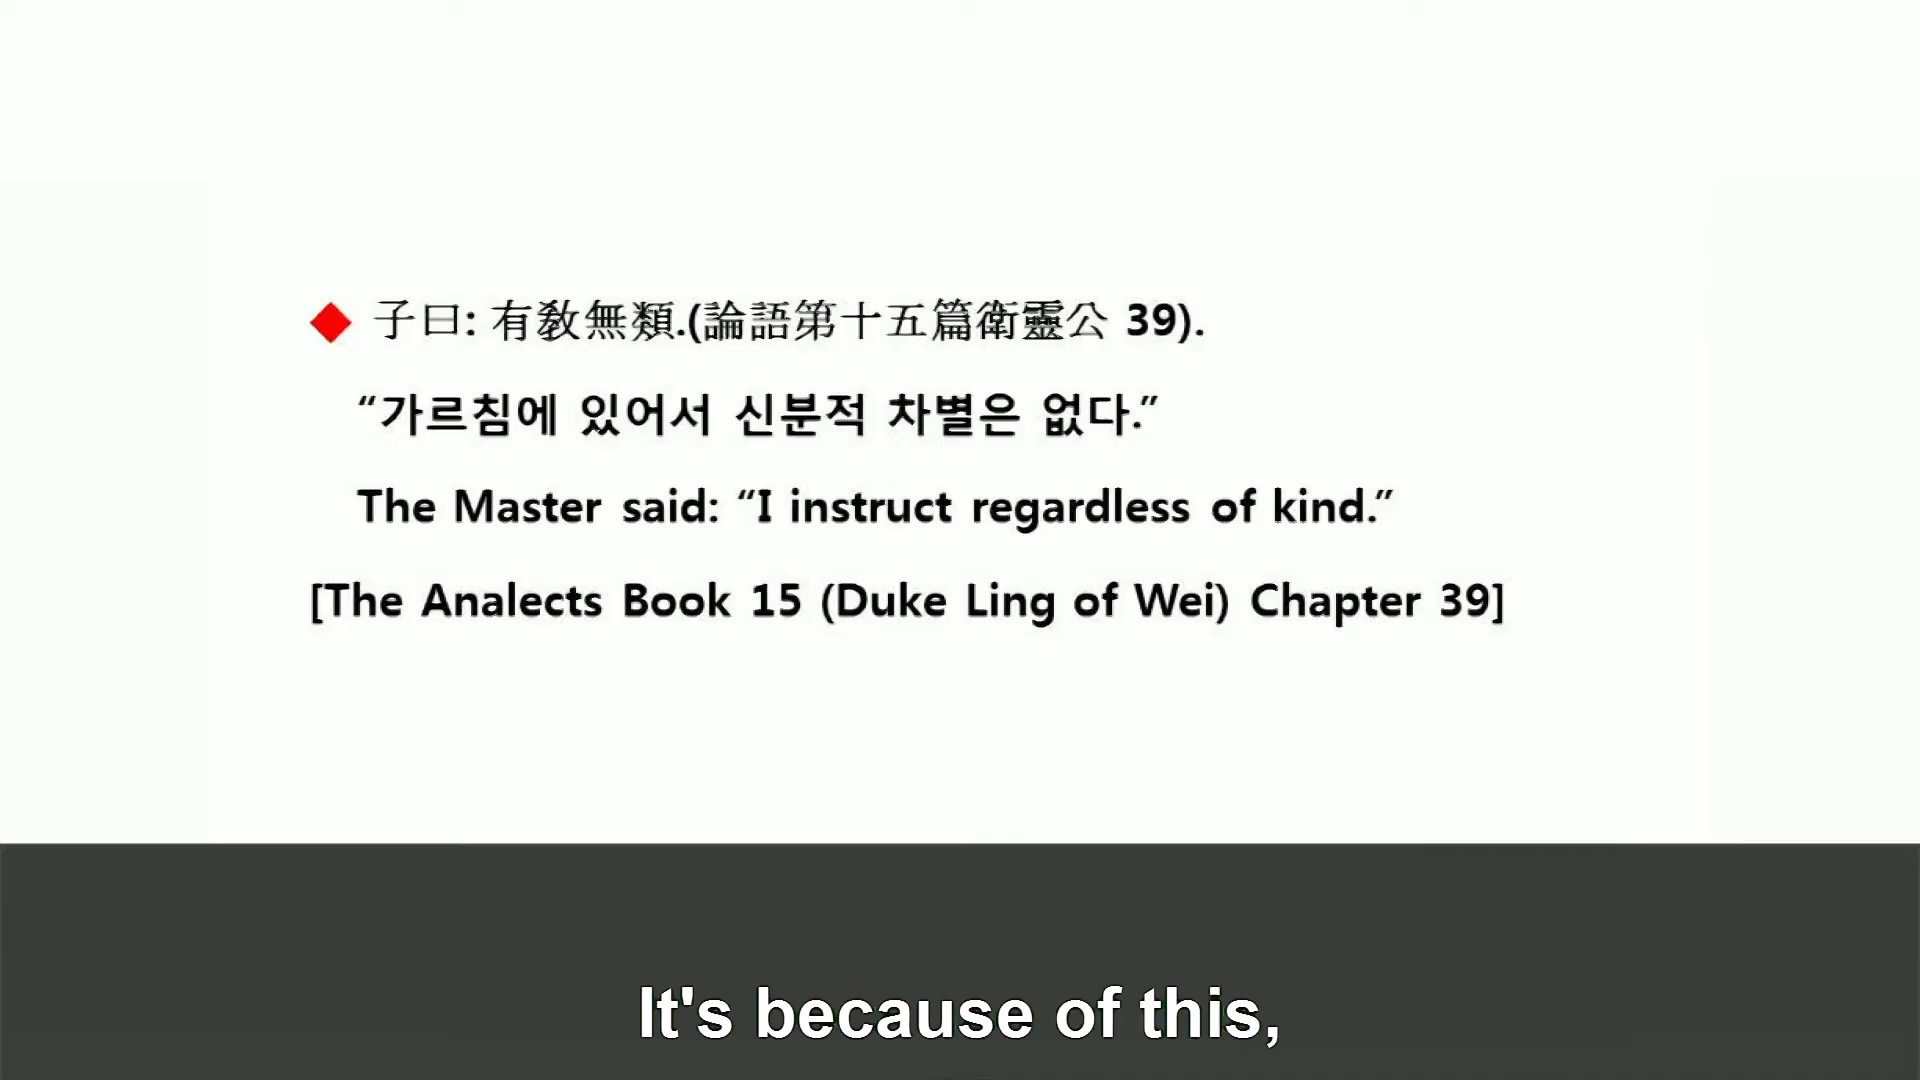 ◆ 子曰: 有敎無類.(論語第十五篇衛靈公 39).
“가르침에 있어서 신분적 차별은 없다.”
The Master said: “I instruct regardless of kind.”
[The Analects Book 15 (Duke Ling of Wei) Chapter 39]
It's because of this,